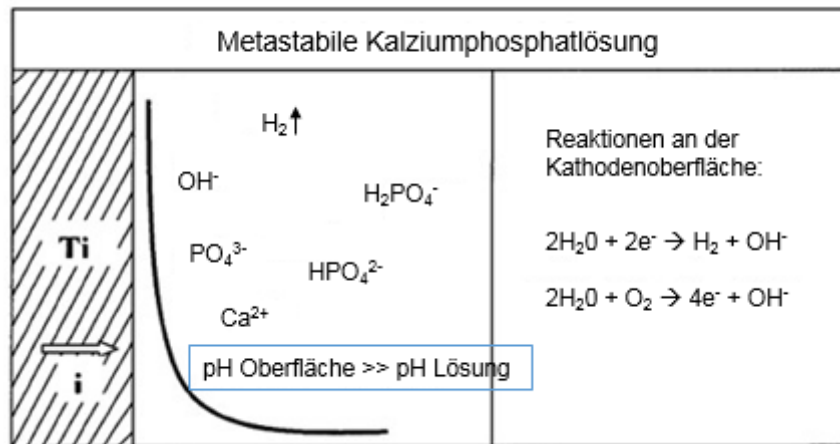 Metastabile Kalziumphosphatlösung
H₂↑
OH⁻
H₂PO₄⁻
PO₄³⁻
HPO₄²⁻
Ca²⁺
pH Oberfläche >> pH Lösung
Ti
i
Reaktionen an der
Kathodenoberfläche:
2H₂0 + 2e⁻ → H₂ + OH⁻
2H₂0 + O₂ → 4e⁻ + OH⁻